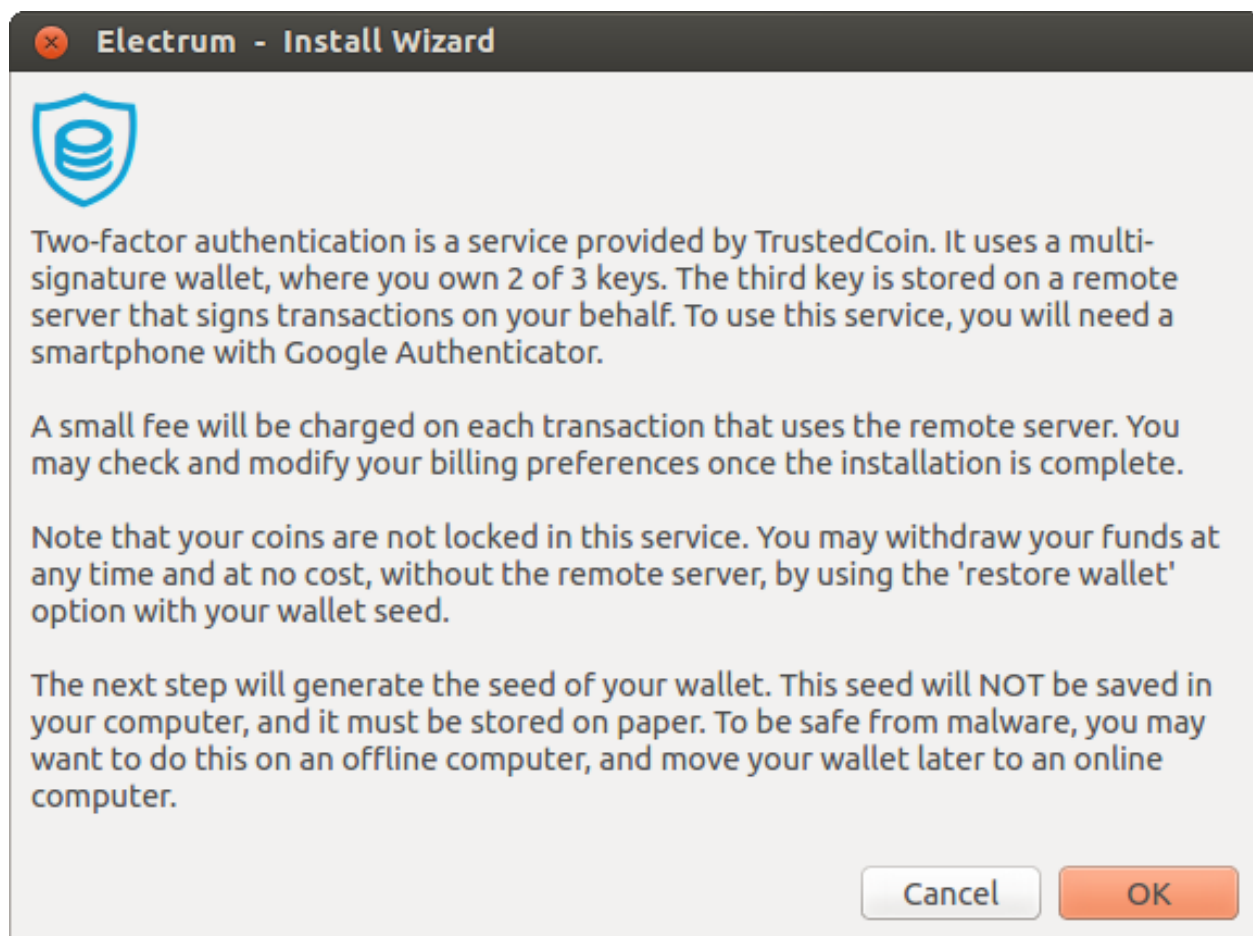 Electrum - Install Wizard
Two-factor authentication is a service provided by TrustedCoin. It uses a multi-
signature wallet, where you own 2 of 3 keys. The third key is stored on a remote
server that signs transactions on your behalf. To use this service, you will need a
smartphone with Google Authenticator.
A small fee will be charged on each transaction that uses the remote server. You
may check and modify your billing preferences once the installation is complete.
Note that your coins are not locked in this service. You may withdraw your funds at
any time and at no cost, without the remote server, by using the 'restore wallet'
option with your wallet seed.
The next step will generate the seed of your wallet. This seed will NOT be saved in
your computer, and it must be stored on paper. To be safe from malware, you may
want to do this on an offline computer, and move your wallet later to an online
computer.
Cancel OK